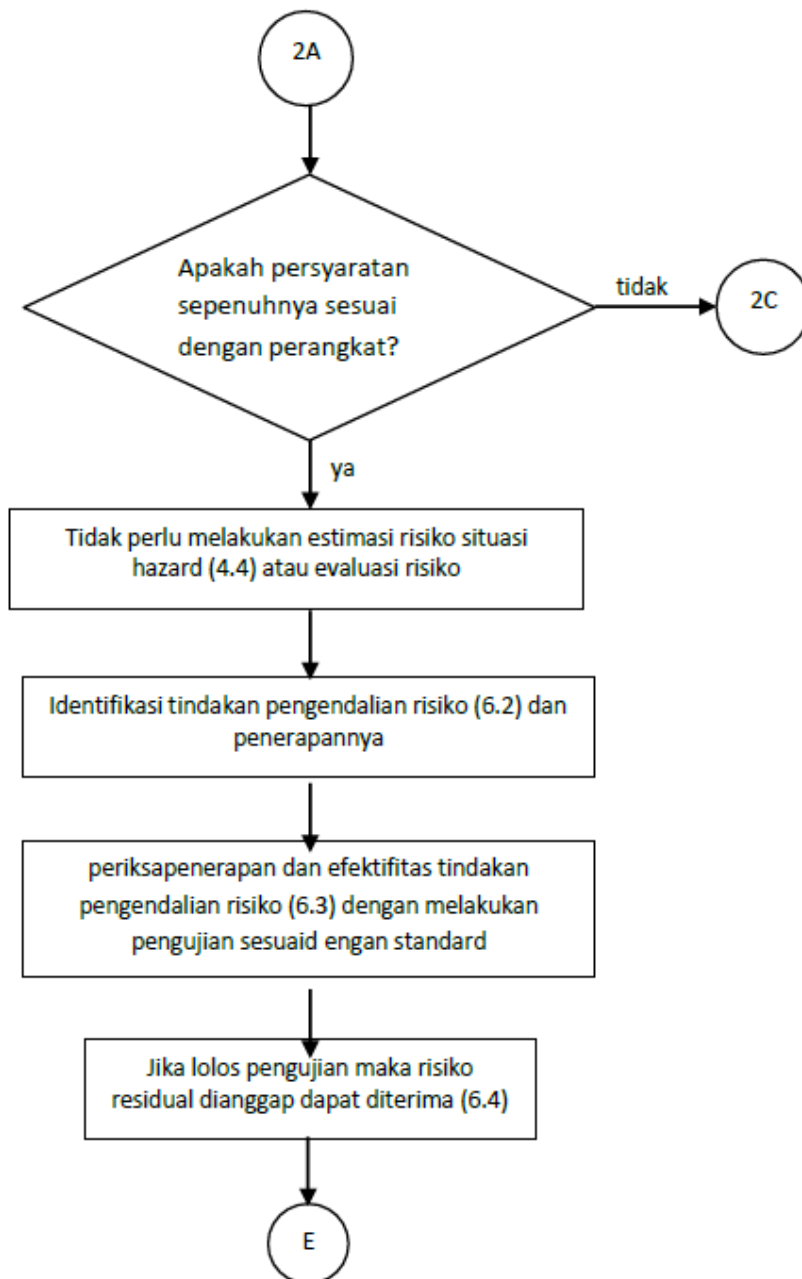 2A
Apakah persyaratan
sepenuhnya sesuai
dengan perangkat?
tidak
2C
ya
Tidak perlu melakukan estimasi risiko situasi
hazard (4.4) atau evaluasi risiko
Identifikasi tindakan pengendalian risiko (6.2) dan
penerapannya
periksapenerapan dan efektifitas tindakan
pengendalian risiko (6.3) dengan melakukan
pengujian sesuaid engan standard
Jika lolos pengujian maka risiko
residual dianggap dapat diterima (6.4)
E